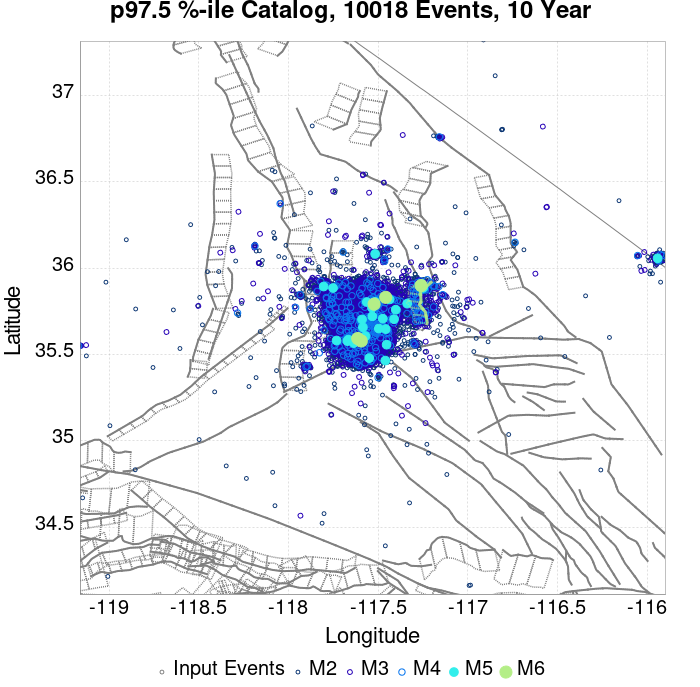 p97.5 %-ile Catalog, 10018 Events, 10 Year
37
36.5
36
35.5
35
34.5
Latitude
-119 -118.5 -118 -117.5 -117 -116.5 -116
Longitude
Input Events M2 M3 M4 M5 M6